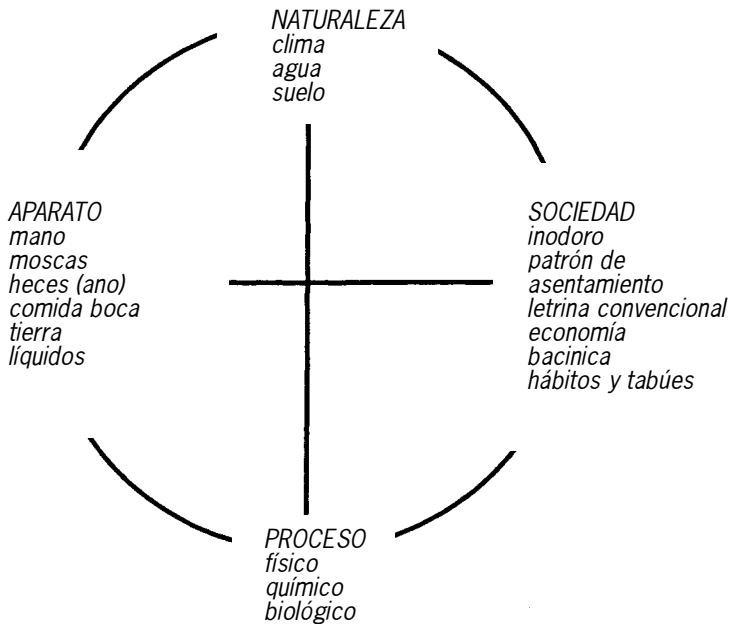 NATURALEZA
clima
agua
suelo
APARATO
mano
moscas
heces (ano)
comida boca
tierra
líquidos
SOCIEDAD
inodoro
patrón de
asentamiento
letrina convencional
economía
bacinica
hábitos y tabúes
PROCESO
físico
químico
biológico